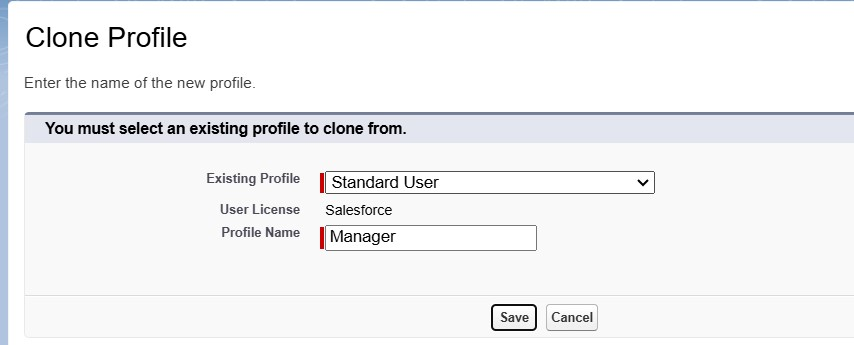 Clone Profile
Enter the name of the new profile.
You must select an existing profile to clone from.
Existing Profile Standard User
User License Salesforce
Profile Name Manager
Save Cancel